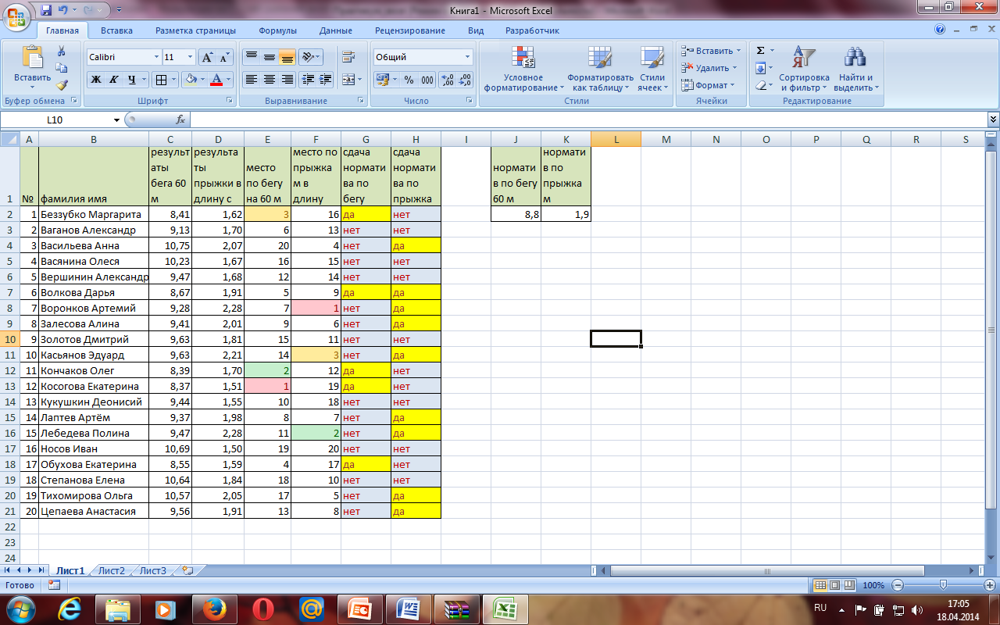 Книга1 - Microsoft Excel
Главная Вставка Разметка страницы Формулы Данные Рецензирование Вид Разработчик
Вставить
Буфер обмена
Calibri 11
Ж К Ч
Шрифт
Выравнивание
Общий
% 000
Число
Условное форматирование
Форматировать как таблицу
Стили ячеек
Стили
Вставить
Удалить
Формат
Ячейки
Сортировка и фильтр
Найти и выделить
Редактирование
L10 fx
A B C D E F G H I J K L M N O P Q R S
1 № фамилия имя результаты бега 60 м результаты прыжки в длину с место по бегу на 60 м место по прыжкам в длину сдача норматива по бегу сдача норматива по прыжка норматив по бегу 60 м норматив по прыжкам
2 1 Беззубко Маргарита 8,41 1,62 3 16 да нет 8,8 1,9
3 2 Ваганов Александр 9,13 1,70 6 13 нет нет
4 3 Васильева Анна 10,75 2,07 20 4 нет да
5 4 Васянина Олеся 10,23 1,67 16 15 нет нет
6 5 Вершинин Александр 9,47 1,68 12 14 нет нет
7 6 Волкова Дарья 8,67 1,91 5 9 да да
8 7 Воронков Артемий 9,28 2,28 7 1 нет да
9 8 Залесова Алина 9,41 2,01 9 6 нет да
10 9 Золотов Дмитрий 9,63 1,81 15 11 нет нет
11 10 Касьянов Эдуард 9,63 2,21 14 3 нет да
12 11 Кончаков Олег 8,39 1,70 2 12 да нет
13 12 Косогова Екатерина 8,37 1,51 1 19 да нет
14 13 Кукушкин Деонисий 9,44 1,55 10 18 нет нет
15 14 Лаптев Артём 9,37 1,98 8 7 нет да
16 15 Лебедева Полина 9,47 2,28 11 2 нет да
17 16 Носов Иван 10,69 1,50 19 20 нет нет
18 17 Обухова Екатерина 8,55 1,59 4 17 да нет
19 18 Степанова Елена 10,64 1,84 18 10 нет нет
20 19 Тихомирова Ольга 10,57 2,05 17 5 нет да
21 20 Цепаева Анастасия 9,56 1,91 13 8 нет да
22
23
24
Лист1 Лист2 Лист3
Готово 100%
RU 17:05
18.04.2014